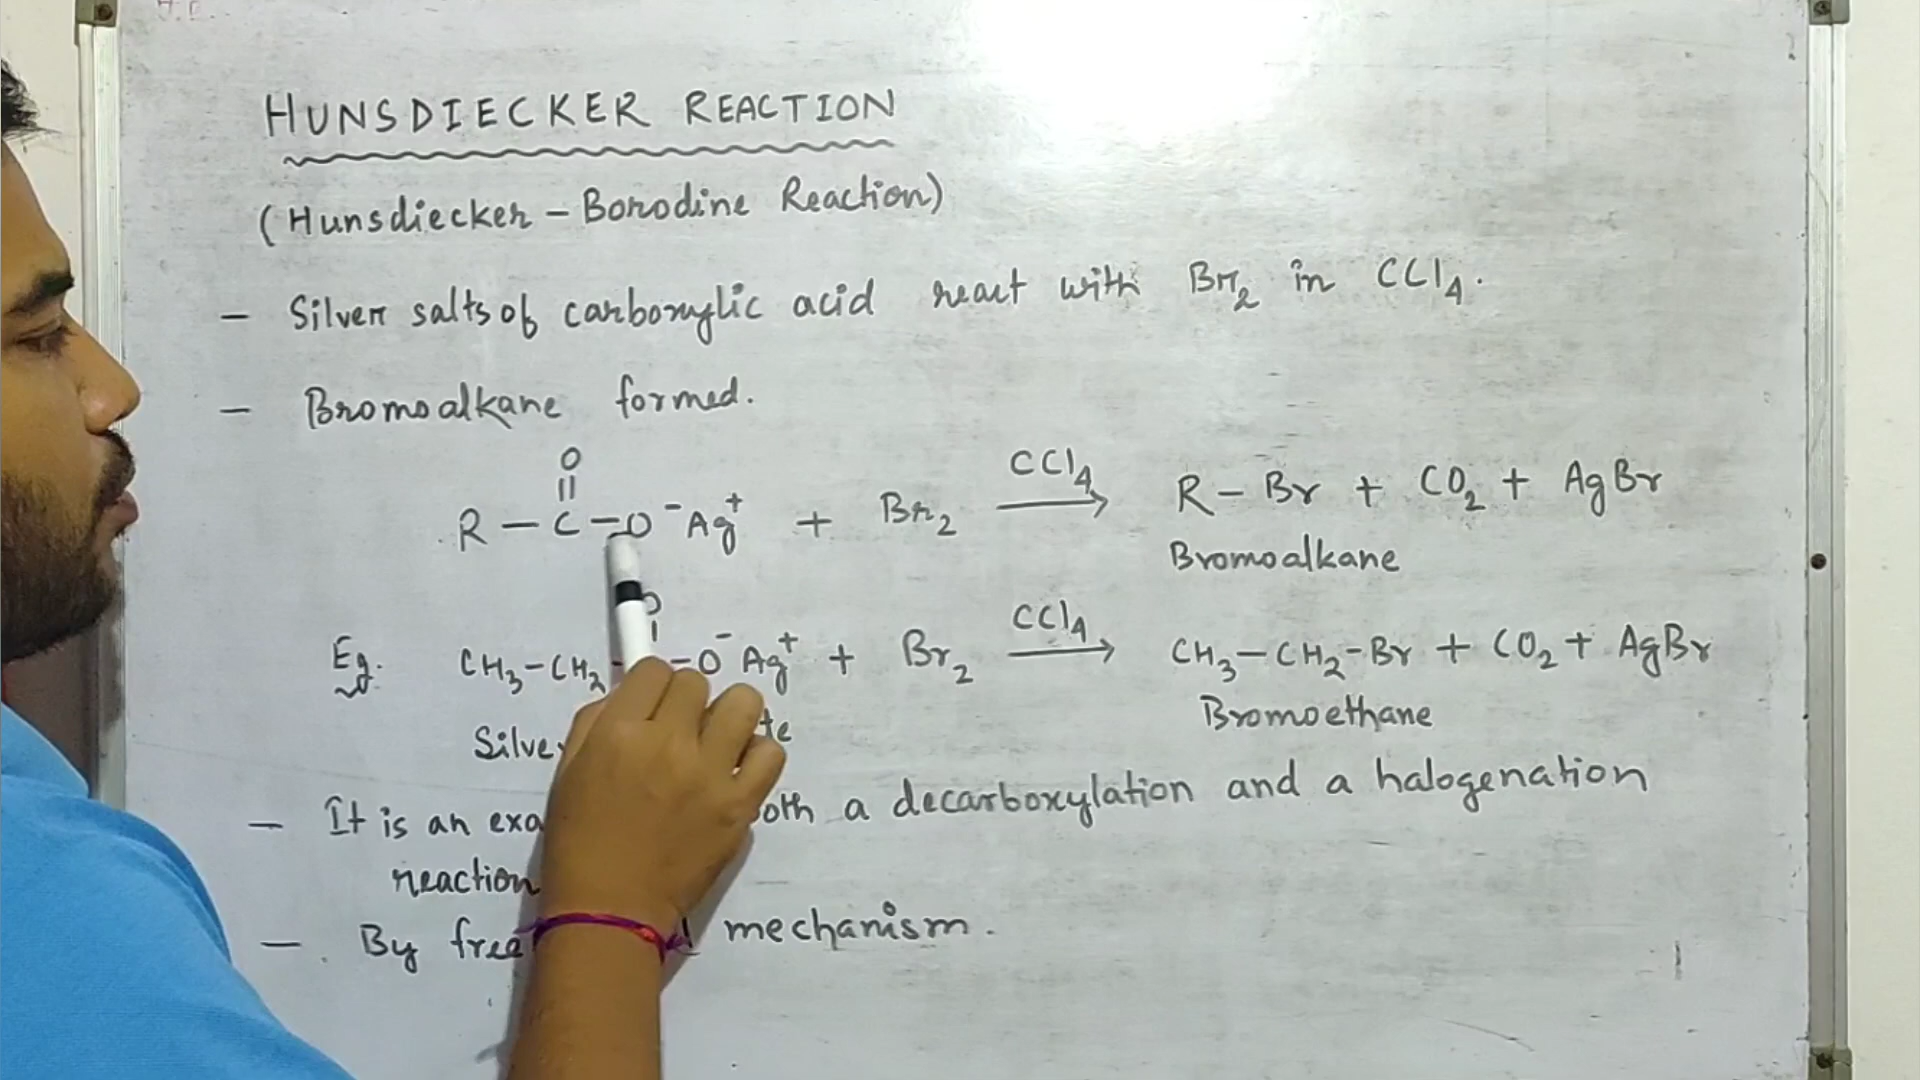 HUNSDIECKER REACTION
(Hunsdiecker – Borodine Reaction)
– Silver salts of carboxylic acid react with Br2 in CCl4.
– Bromoalkane formed.
O
||
R – C – O⁻Ag⁺ + Br2 CCl4 → R – Br + CO2 + AgBr
Bromoalkane
Eg. CH3–CH2 –O⁻Ag⁺ + Br2 CCl4 → CH3–CH2–Br + CO2 + AgBr
Bromoethane
– It is an a decarboxylation and a halogenation
reaction
– By free mechanism.